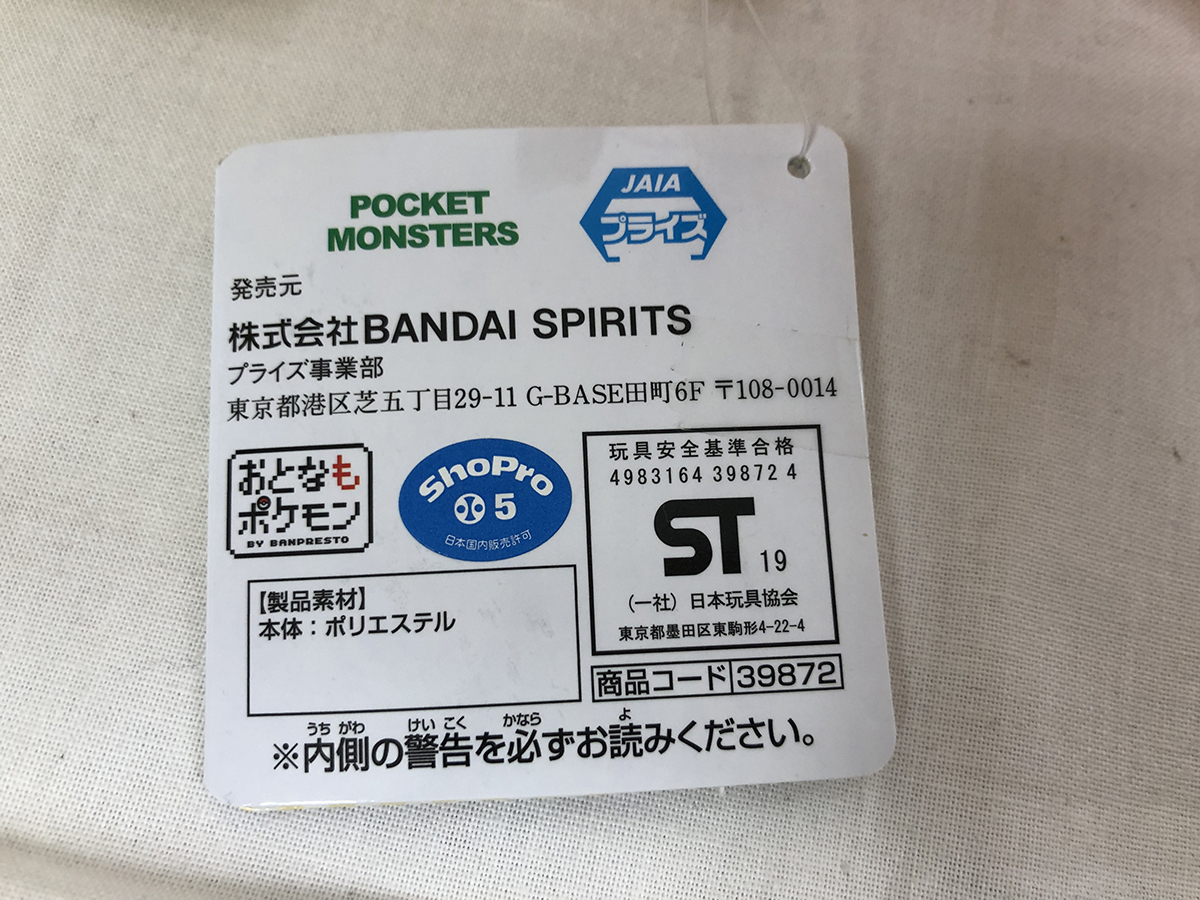 POCKET
MONSTERS
JAIA
プライズ
発売元
株式会社BANDAI SPIRITS
プライズ事業部
東京都港区芝五丁目29-11 G-BASE田町6F 〒108-0014
おとなも
ポケモン
BY BANPRESTO
ShoPro
5
日本国内販売許可
玩具安全基準合格
4983164 39872 4
ST 19
(一社) 日本玩具協会
東京都墨田区東駒形4-22-4
【製品素材】
本体：ポリエステル
商品コード 39872
うち がわ けい こく かなら よ
※内側の警告を必ずお読みください。